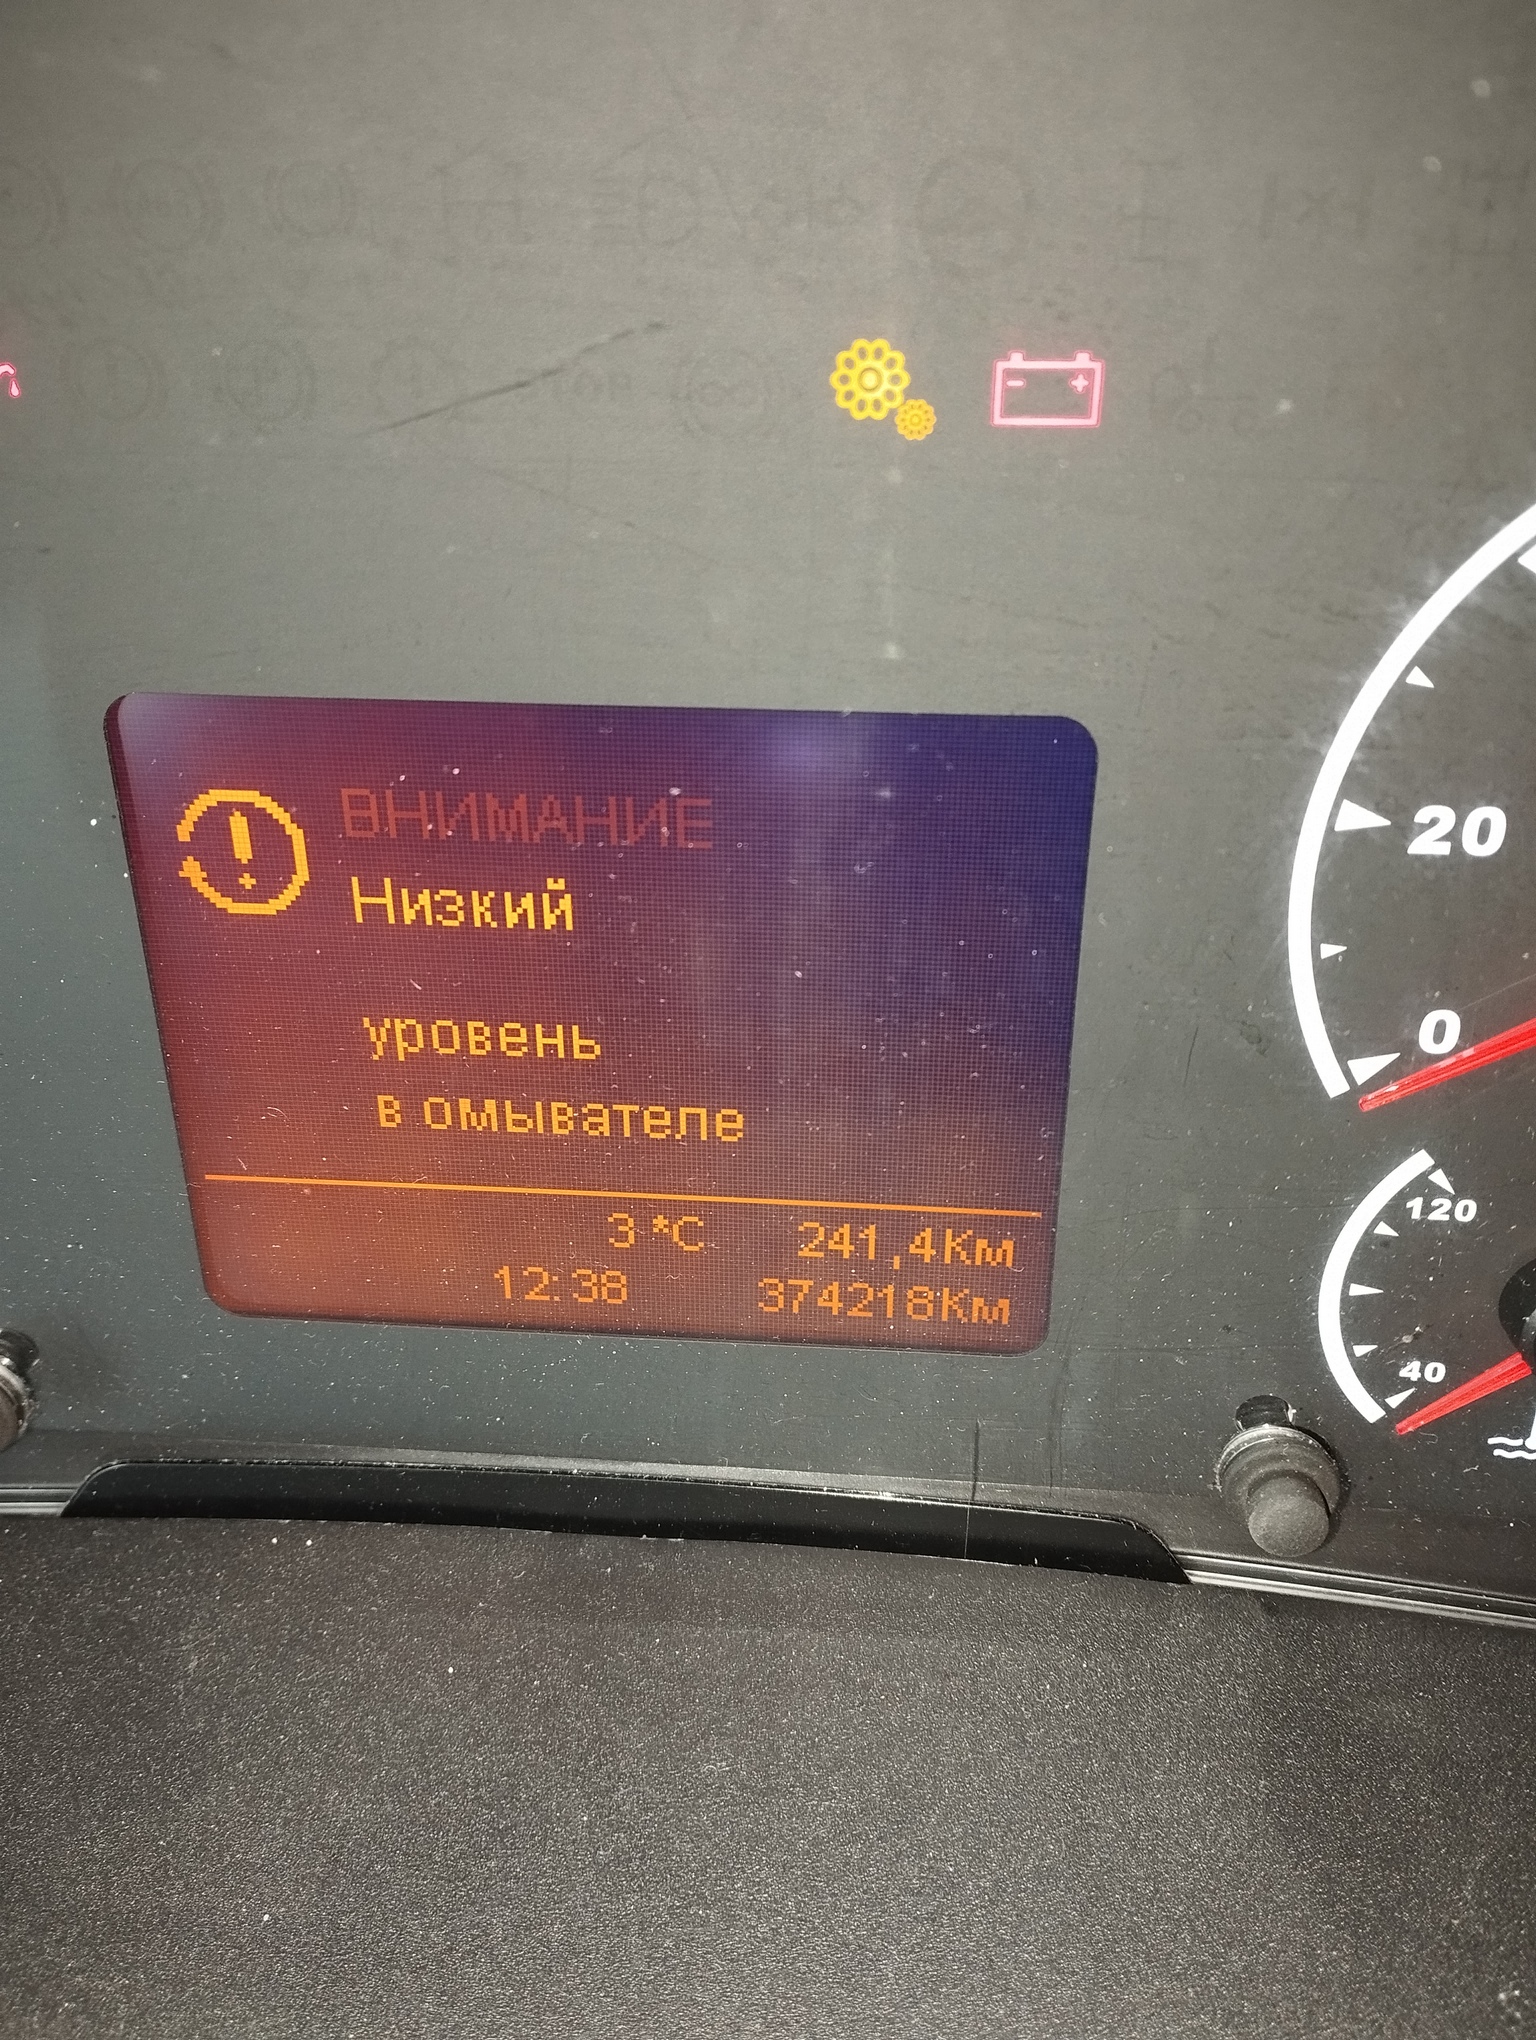 ВНИМАНИЕ
Низкий
уровень
в омывателе
3 °C 241,4Км
12:38 374218Км
20
0
120
40